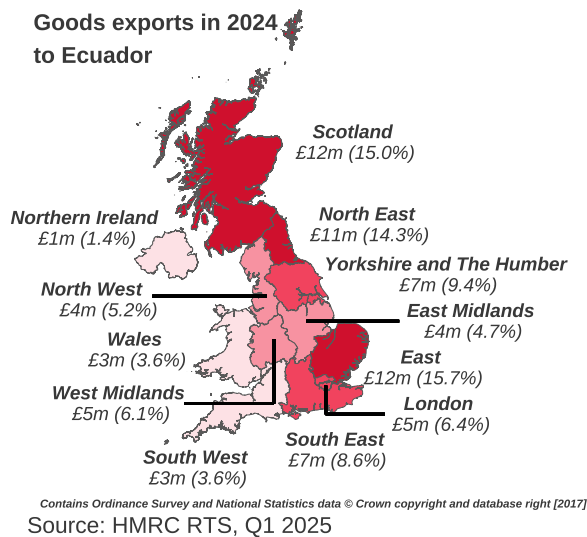 Goods exports in 2024
to Ecuador
Scotland
£12m (15.0%)
Northern Ireland
£1m (1.4%)
North East
£11m (14.3%)
Yorkshire and The Humber
£7m (9.4%)
North West
£4m (5.2%)
East Midlands
£4m (4.7%)
Wales
£3m (3.6%)
East
£12m (15.7%)
West Midlands
£5m (6.1%)
London
£5m (6.4%)
South East
£7m (8.6%)
South West
£3m (3.6%)
Contains Ordinance Survey and National Statistics data © Crown copyright and database right [2017]
Source: HMRC RTS, Q1 2025